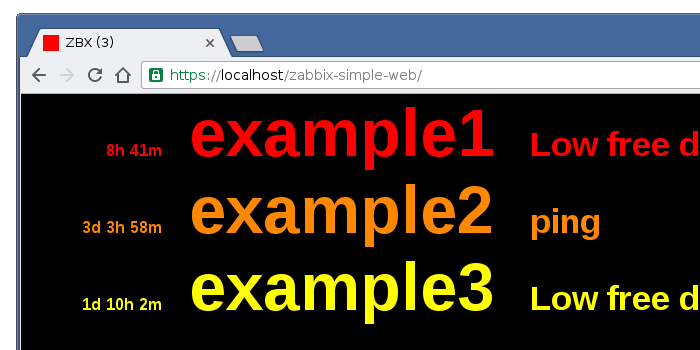 ZBX (3)
https://localhost/zabbix-simple-web/
8h 41m example1 Low free d
3d 3h 58m example2 ping
1d 10h 2m example3 Low free d